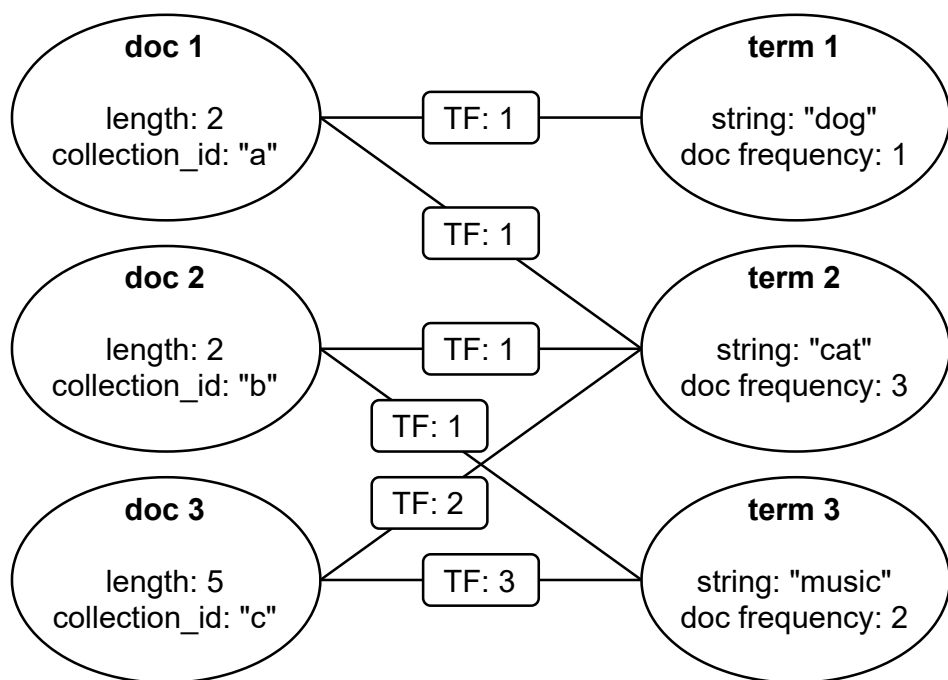 doc 1
length: 2
collection_id: "a"
TF: 1
term 1
string: "dog"
doc frequency: 1
TF: 1
doc 2
length: 2
collection_id: "b"
TF: 1
term 2
string: "cat"
doc frequency: 3
TF: 1
TF: 2
doc 3
length: 5
collection_id: "c"
TF: 3
term 3
string: "music"
doc frequency: 2